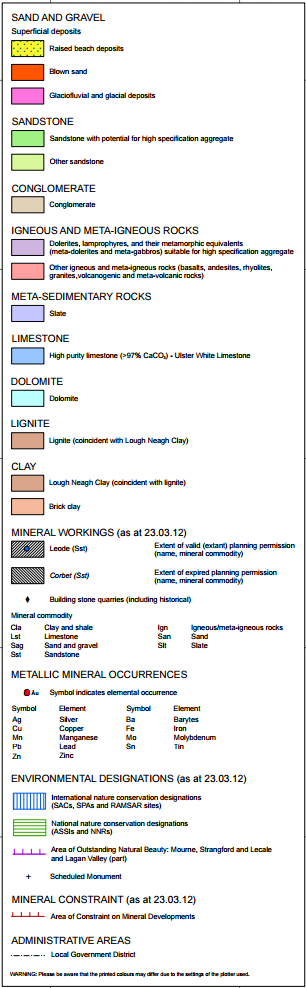 SAND AND GRAVEL
Superficial deposits
Raised beach deposits
Blown sand
Glaciofluvial and glacial deposits
SANDSTONE
Sandstone with potential for high specification aggregate
Other sandstone
CONGLOMERATE
Conglomerate
IGNEOUS AND META-IGNEOUS ROCKS
Dolerites, lamprophyres, and their metamorphic equivalents
(meta-dolerites and meta-gabbros) suitable for high specification aggregate
Other igneous and meta-igneous rocks (basalts, andesites, rhyolites,
granites,volcanogenic and meta-volcanic rocks)
META-SEDIMENTARY ROCKS
Slate
LIMESTONE
High purity limestone (>97% CaCO₃) - Ulster White Limestone
DOLOMITE
Dolomite
LIGNITE
Lignite (coincident with Lough Neagh Clay)
CLAY
Lough Neagh Clay (coincident with lignite)
Brick clay
MINERAL WORKINGS (as at 23.03.12)
Leode (Sst) Extent of valid (extant) planning permission
(name, mineral commodity)
Corbet (Sst) Extent of expired planning permission
(name, mineral commodity)
Building stone quarries (including historical)
Mineral commodity
Cla Clay and shale Ign Igneous/meta-igneous rocks
Lst Limestone San Sand
Sag Sand and gravel Slt Slate
Sst Sandstone
METALLIC MINERAL OCCURRENCES
Au Symbol indicates elemental occurrence
Symbol Element Symbol Element
Ag Silver Ba Barytes
Cu Copper Fe Iron
Mn Manganese Mo Molybdenum
Pb Lead Sn Tin
Zn Zinc
ENVIRONMENTAL DESIGNATIONS (as at 23.03.12)
International nature conservation designations
(SACs, SPAs and RAMSAR sites)
National nature conservation designations
(ASSIs and NNRs)
Area of Outstanding Natural Beauty: Mourne, Strangford and Lecale
and Lagan Valley (part)
Scheduled Monument
MINERAL CONSTRAINT (as at 23.03.12)
Area of Constraint on Mineral Developments
ADMINISTRATIVE AREAS
Local Government District
WARNING: Please be aware that the printed colours may differ due to the settings of the plotter used.